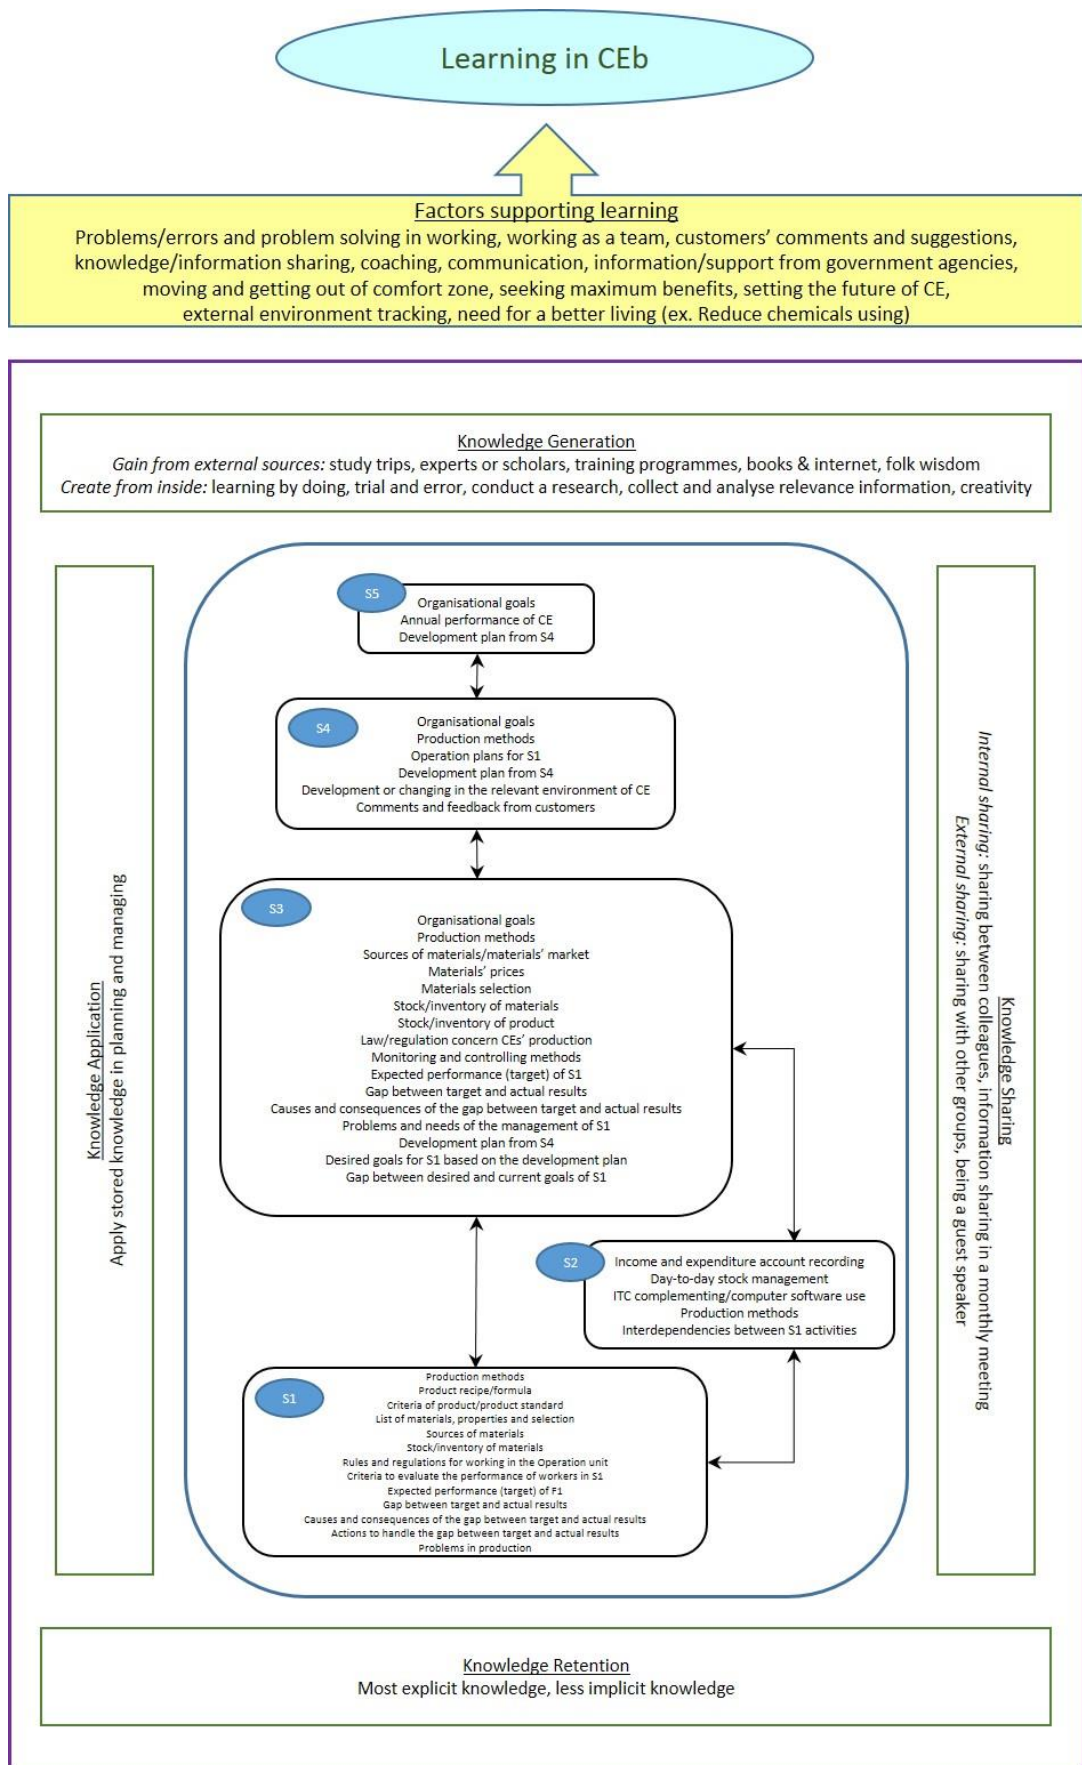 Learning in CEb
Factors supporting learning
Problems/errors and problem solving in working, working as a team, customers' comments and suggestions,
knowledge/information sharing, coaching, communication, information/support from government agencies,
moving and getting out of comfort zone, seeking maximum benefits, setting the future of CE,
external environment tracking, need for a better living (ex. Reduce chemicals using)
Knowledge Generation
Gain from external sources: study trips, experts or scholars, training programmes, books & internet, folk wisdom
Create from inside: learning by doing, trial and error, conduct a research, collect and analyse relevance information, creativity
Knowledge Application
Apply stored knowledge in planning and managing
S5
Organisational goals
Annual performance of CE
Development plan from S4
S4
Organisational goals
Production methods
Operation plans for S1
Development plan from S4
Development or changing in the relevant environment of CE
Comments and feedback from customers
S3
Organisational goals
Production methods
Sources of materials/materials' market
Materials' prices
Materials selection
Stock/inventory of materials
Stock/inventory of product
Law/regulation concern CEs' production
Monitoring and controlling methods
Expected performance (target) of S1
Gap between target and actual results
Causes and consequences of the gap between target and actual results
Problems and needs of the management of S1
Development plan from S4
Desired goals for S1 based on the development plan
Gap between desired and current goals of S1
S2
Income and expenditure account recording
Day-to-day stock management
ITC complementing/computer software use
Production methods
Interdependencies between S1 activities
S1
Production methods
Product recipe/formula
Criteria of product/product standard
List of materials, properties and selection
Sources of materials
Stock/inventory of materials
Rules and regulations for working in the Operation unit
Criteria to evaluate the performance of workers in S1
Expected performance (target) of F1
Gap between target and actual results
Causes and consequences of the gap between target and actual results
Actions to handle the gap between target and actual results
Problems in production
Knowledge Sharing
Internal sharing: sharing between colleagues, information sharing in a monthly meeting
External sharing: sharing with other groups, being a guest speaker
Knowledge Retention
Most explicit knowledge, less implicit knowledge